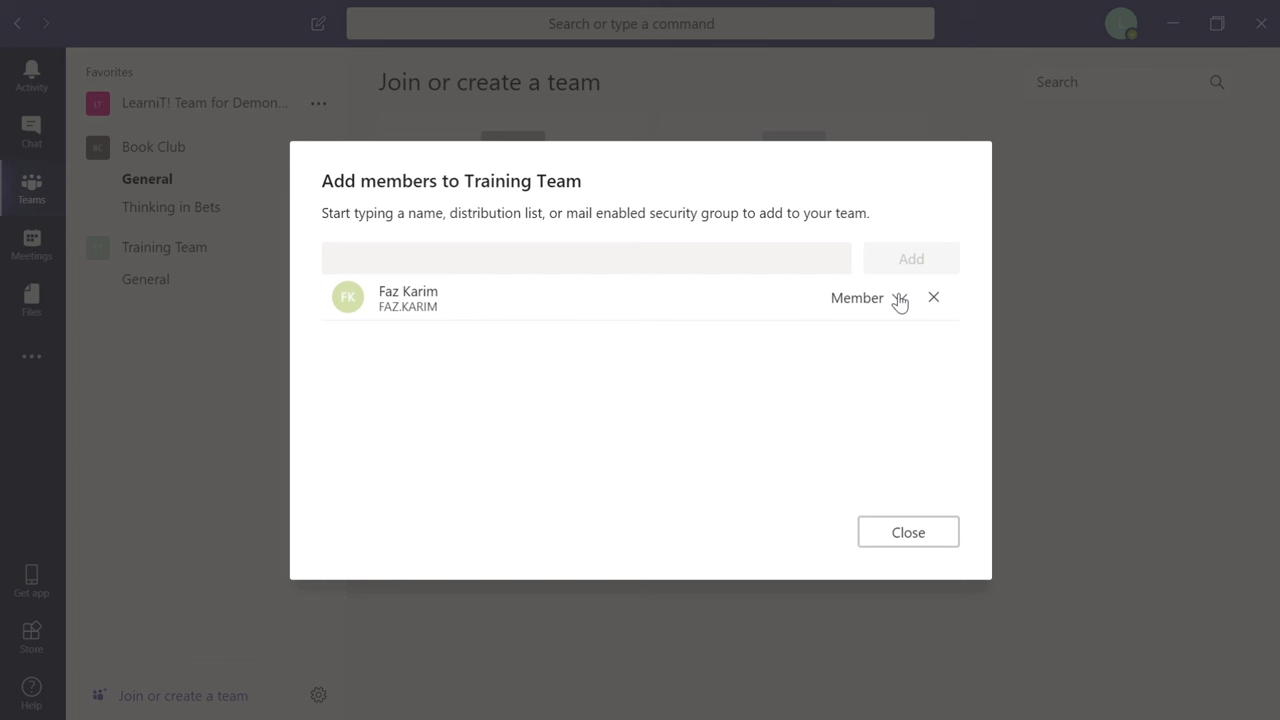 Search or type a command
L
Activity
Chat
Teams
Meetings
Files
Get app
Store
Help
Favorites
LT LearniT! Team for Demon...
BC Book Club
General
Thinking in Bets
Training Team
General
Join or create a team
Join or create a team
Search
Add members to Training Team
Start typing a name, distribution list, or mail enabled security group to add to your team.
Add
FK
Faz Karim
FAZ.KARIM
Member
Close